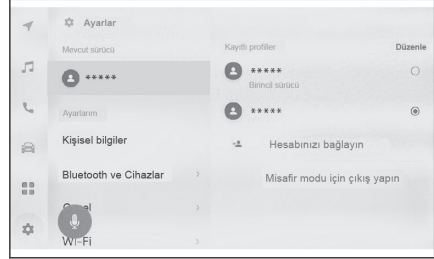 Ayarlar
Mevcut sürücü
*****
Ayarlarım
Kişisel bilgiler
Bluetooth ve Cihazlar
Wi-Fi
Kayıtlı profiller
Düzenle
*****
Birincil sürücü
*****
Hesabınızı bağlayın
Misafir modu için çıkış yapın